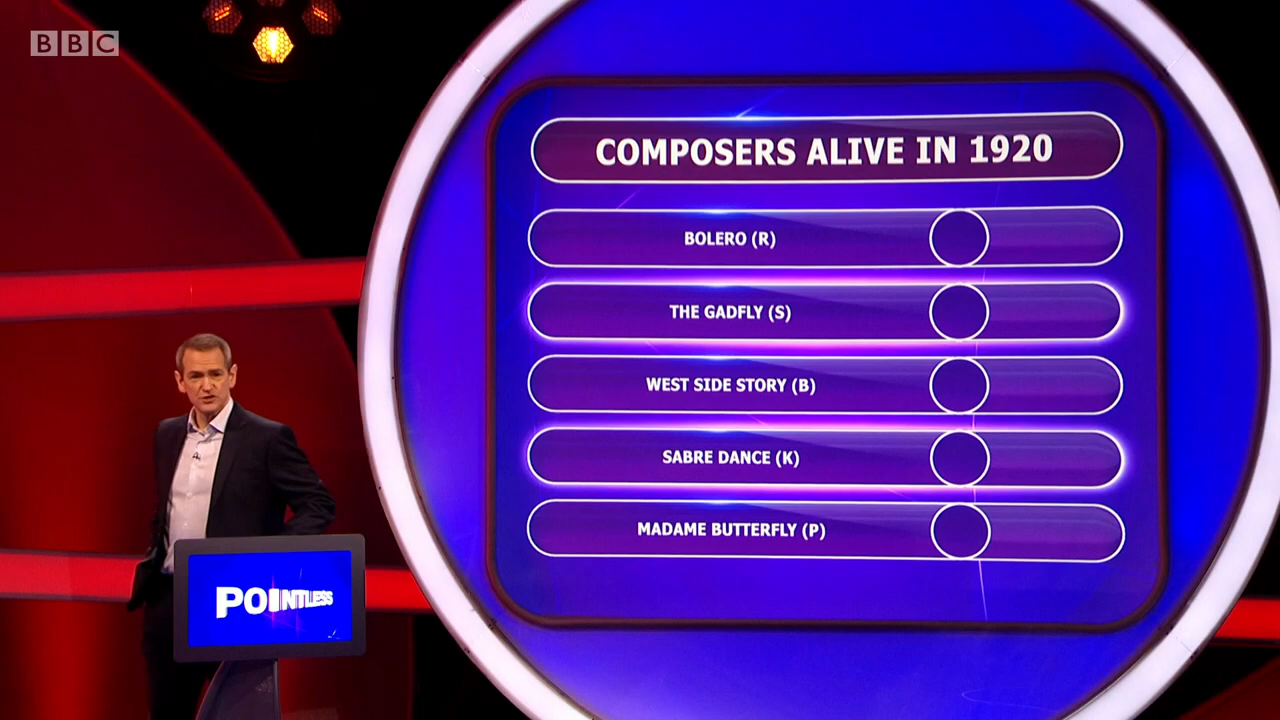 BBC
COMPOSERS ALIVE IN 1920
BOLERO (R)
THE GADFLY (S)
WEST SIDE STORY (B)
SABRE DANCE (K)
MADAME BUTTERFLY (P)
POINTLESS